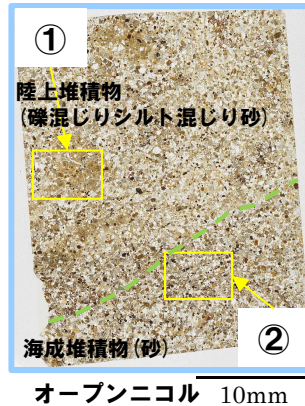 ①
陸上堆積物
(礫混じりシルト混じり砂)
海成堆積物(砂)
②
オープンニコル 10mm